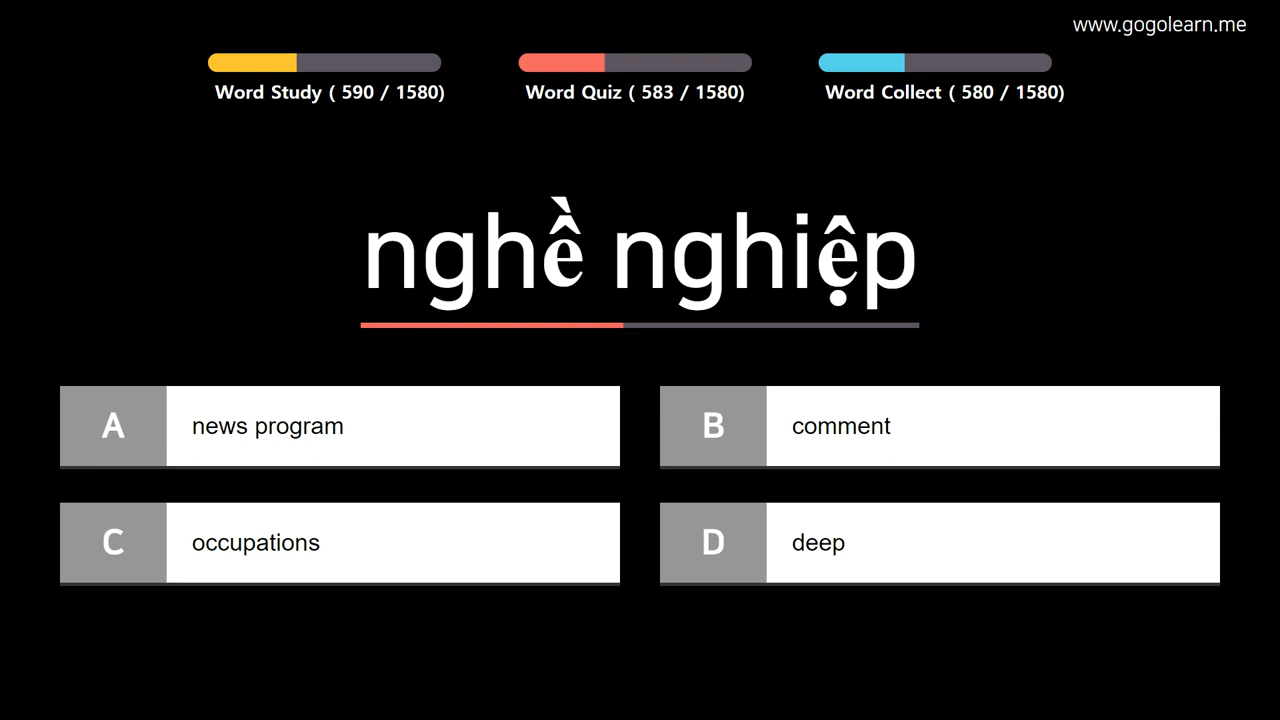 www.gogolearn.me
Word Study ( 590 / 1580)
Word Quiz ( 583 / 1580)
Word Collect ( 580 / 1580)
nghề nghiệp
A news program
B comment
C occupations
D deep